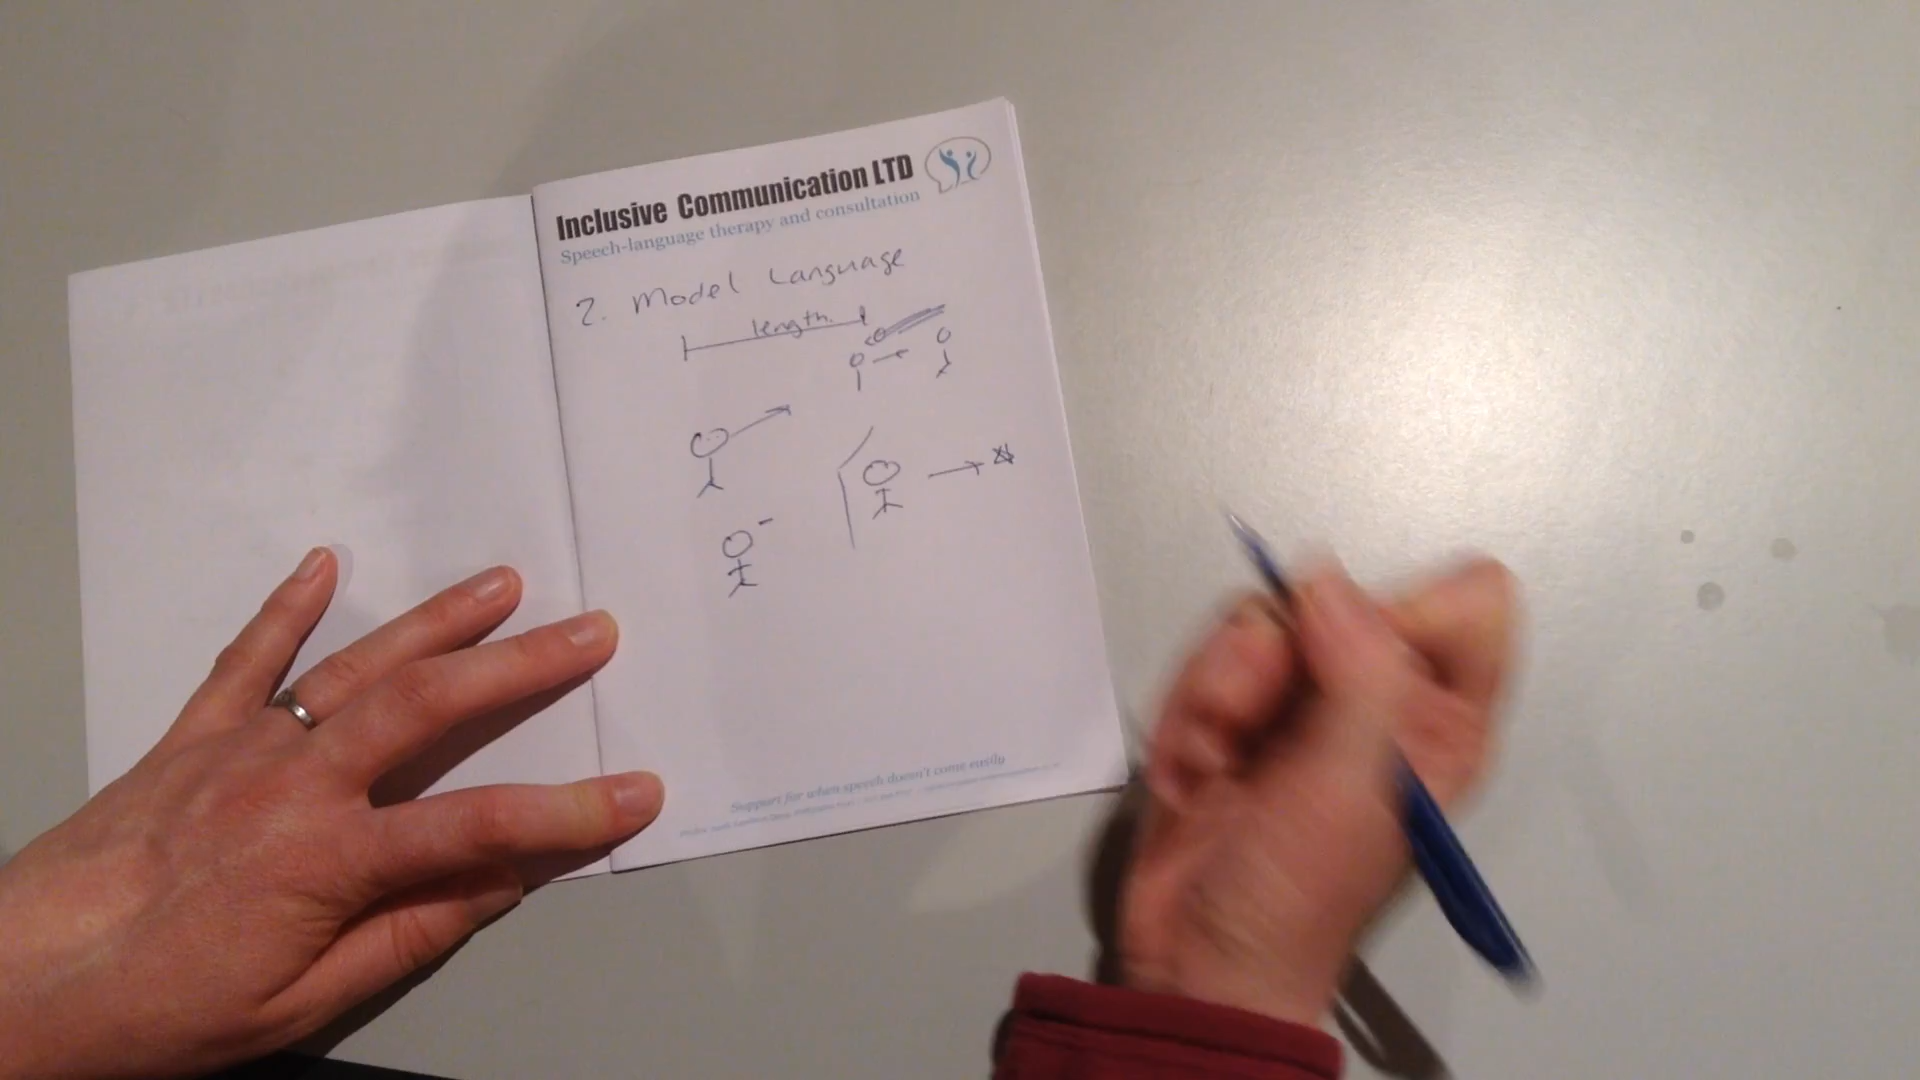 Inclusive Communication LTD
Speech-language therapy and consultation
2. Model Language
length.
Support for when speech doesn't come easily